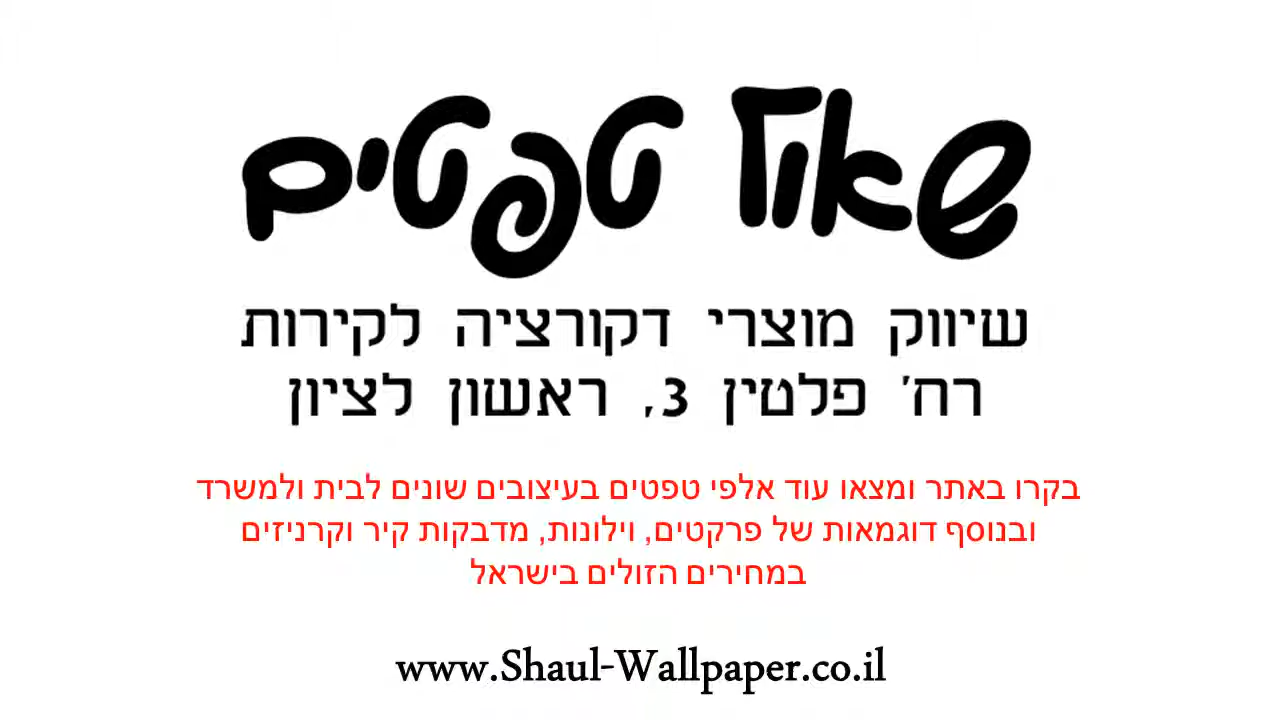 שאול טפטים
שיווק מוצרי דקורציה לקירות
רח' פלטין 3, ראשון לציון
בקרו באתר ומצאו עוד אלפי טפטים בעיצובים שונים לבית ולמשרד
ובנוסף דוגמאות של פרקטים, וילונות, מדבקות קיר וקרניזים
במחירים הזולים בישראל
www.Shaul-Wallpaper.co.il